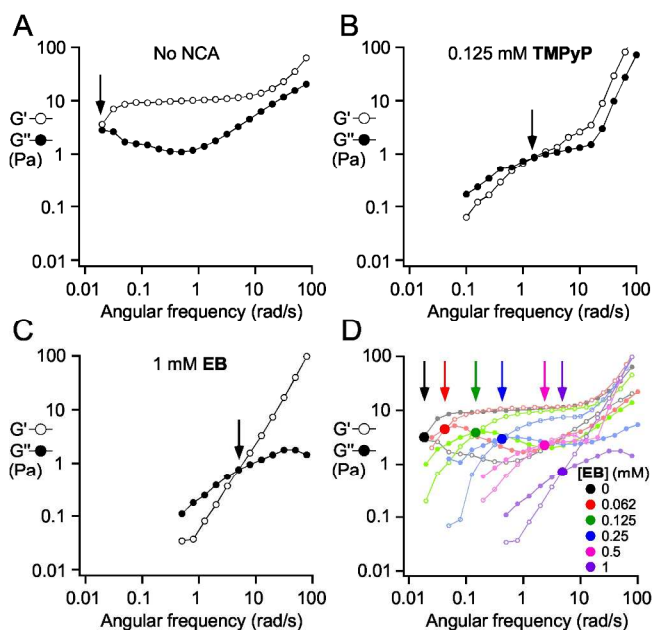 A
No NCA
100
10
1
0.1
0.01
G'
G"
(Pa)
0.01 0.1 1 10 100
Angular frequency (rad/s)
B
0.125 mM TMPyP
100
10
1
0.1
0.01
G'
G"
(Pa)
0.01 0.1 1 10 100
Angular frequency (rad/s)
C
1 mM EB
100
10
1
0.1
0.01
G'
G"
(Pa)
0.01 0.1 1 10 100
Angular frequency (rad/s)
D
100
10
1
0.1
0.01
G'
G"
(Pa)
[EB] (mM)
0
0.062
0.125
0.25
0.5
1
0.01 0.1 1 10 100
Angular frequency (rad/s)